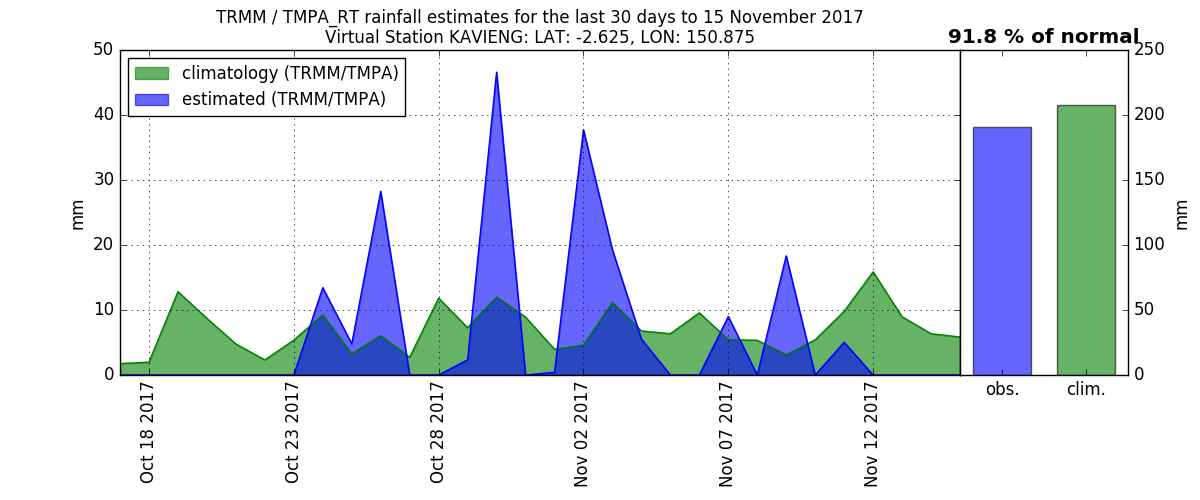 TRMM / TMPA_RT rainfall estimates for the last 30 days to 15 November 2017
Virtual Station KAVIENG: LAT: -2.625, LON: 150.875
91.8 % of normal
climatology (TRMM/TMPA)
estimated (TRMM/TMPA)
50
40
30
20
10
0
mm
Oct 18 2017
Oct 23 2017
Oct 28 2017
Nov 02 2017
Nov 07 2017
Nov 12 2017
obs.
clim.
250
200
150
100
50
0
mm